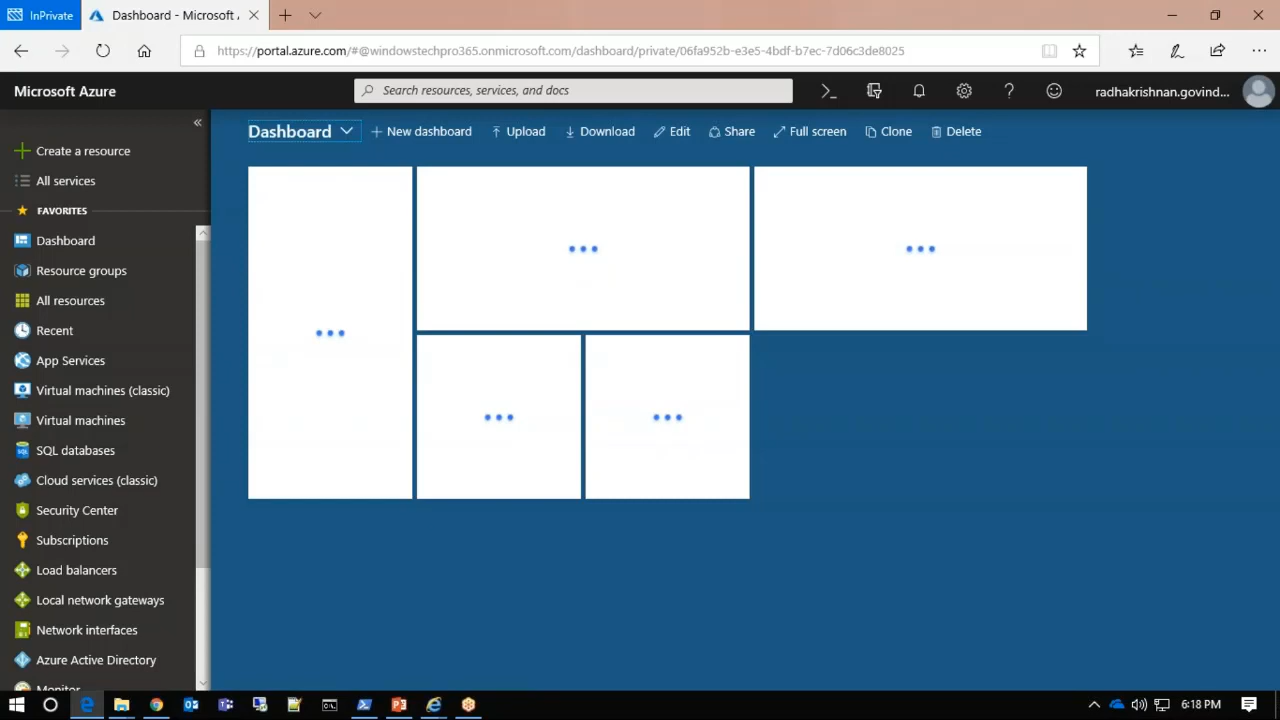 InPrivate
Dashboard - Microsoft A
https://portal.azure.com/#@windowstechpro365.onmicrosoft.com/dashboard/private/06fa952b-e3e5-4bdf-b7ec-7d06c3de8025
Microsoft Azure
Search resources, services, and docs
radhakrishnan.govind...
Dashboard
New dashboard
Upload
Download
Edit
Share
Full screen
Clone
Delete
Create a resource
All services
FAVORITES
Dashboard
Resource groups
All resources
Recent
App Services
Virtual machines (classic)
Virtual machines
SQL databases
Cloud services (classic)
Security Center
Subscriptions
Load balancers
Local network gateways
Network interfaces
Azure Active Directory
Monitor
6:18 PM